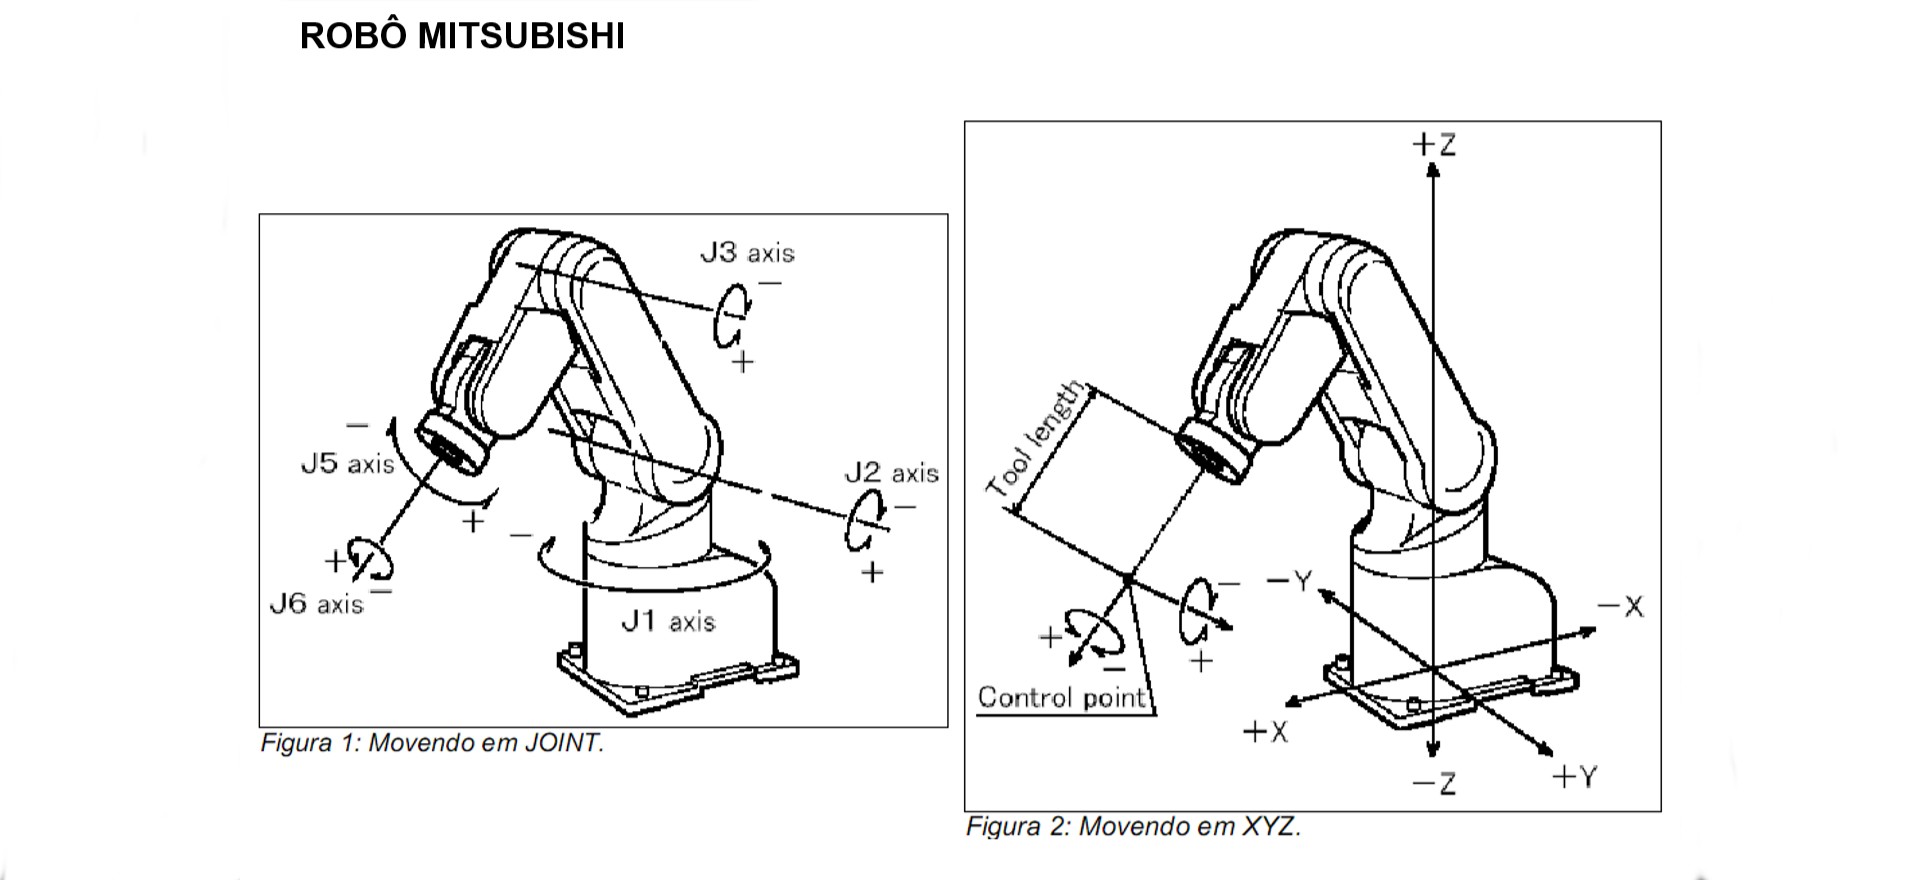 ROBÔ MITSUBISHI
J3 axis
−
+
−
J5 axis
+
J2 axis
−
+
−
+
J6 axis
−
J1 axis
Figura 1: Movendo em JOINT.
+Z
Tool length
−
+
+
−
Control point
−Y
−X
+X
+Y
−Z
Figura 2: Movendo em XYZ.